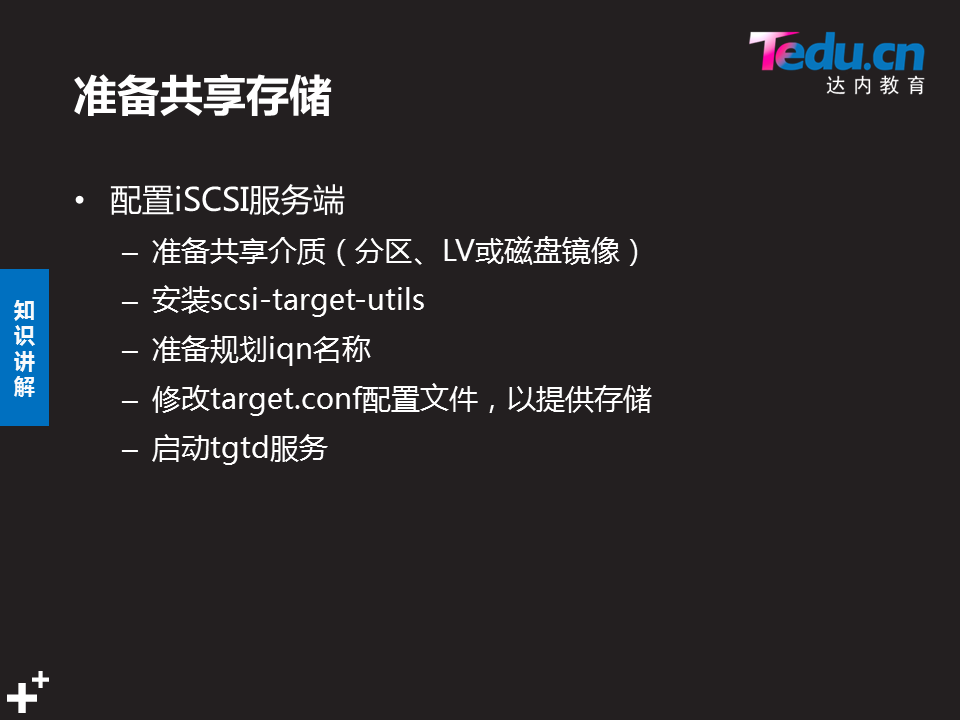 Tedu.cn
达内教育
准备共享存储
• 配置iSCSI服务端
– 准备共享介质（分区、LV或磁盘镜像）
– 安装scsi-target-utils
– 准备规划iqn名称
– 修改target.conf配置文件，以提供存储
– 启动tgtd服务
知识讲解